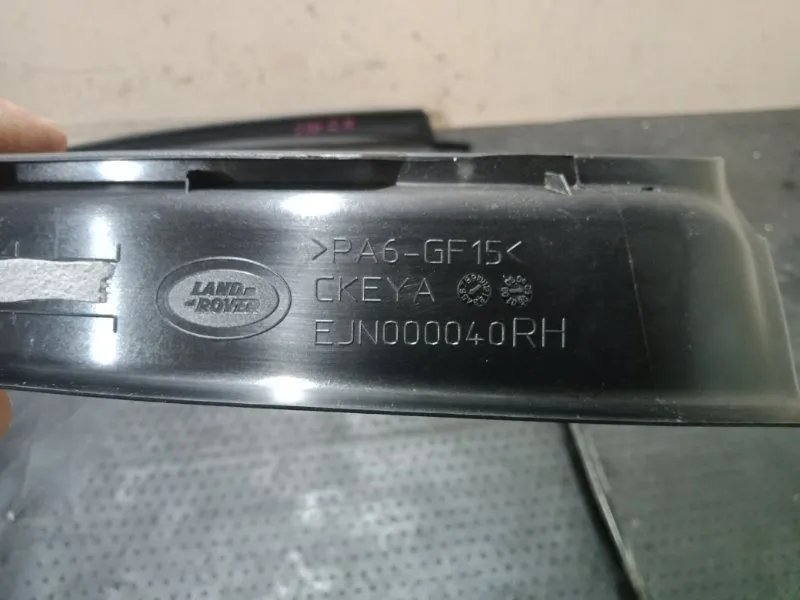 >PA6-GF15<
LAND-
-ROVER
CKEYA
EJN000040RH